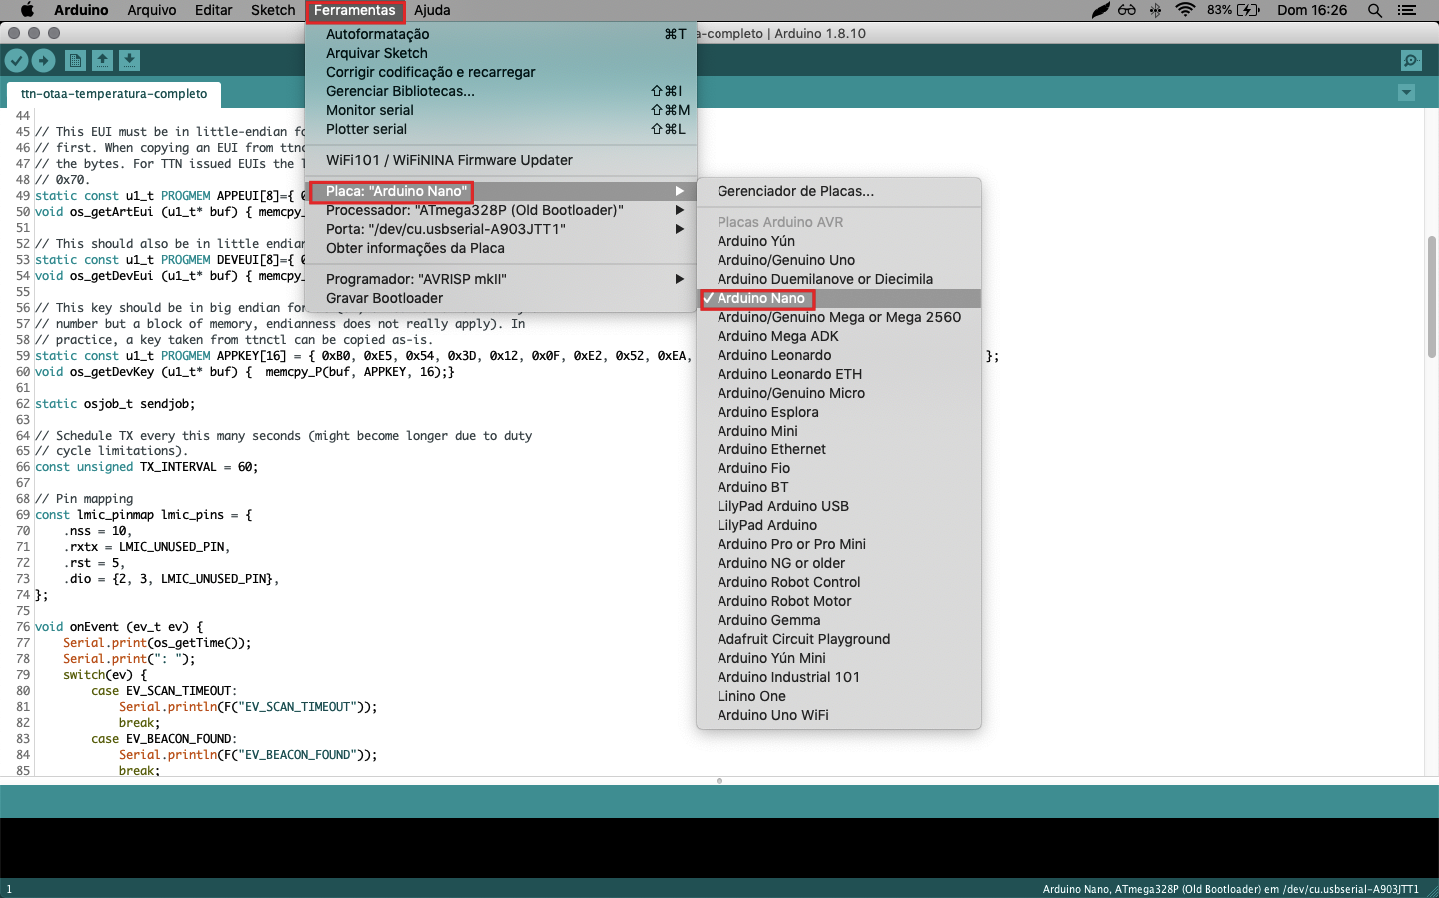 Arduino Arquivo Editar Sketch Ferramentas Ajuda 83% Dom 16:26
a-completo | Arduino 1.8.10
ttn-otaa-temperatura-completo
Autoformatação ⌘T
Arquivar Sketch
Corrigir codificação e recarregar
Gerenciar Bibliotecas... ⇧⌘I
Monitor serial ⇧⌘M
Plotter serial ⇧⌘L
WiFi101 / WiFiNINA Firmware Updater
Placa: "Arduino Nano"
Processador: "ATmega328P (Old Bootloader)"
Porta: "/dev/cu.usbserial-A903JTT1"
Obter informações da Placa
Programador: "AVRISP mkII"
Gravar Bootloader
Gerenciador de Placas...
Placas Arduino AVR
Arduino Yún
Arduino/Genuino Uno
Arduino Duemilanove or Diecimila
✓ Arduino Nano
Arduino/Genuino Mega or Mega 2560
Arduino Mega ADK
Arduino Leonardo
Arduino Leonardo ETH
Arduino/Genuino Micro
Arduino Esplora
Arduino Mini
Arduino Ethernet
Arduino Fio
Arduino BT
LilyPad Arduino USB
LilyPad Arduino
Arduino Pro or Pro Mini
Arduino NG or older
Arduino Robot Control
Arduino Robot Motor
Arduino Gemma
Adafruit Circuit Playground
Arduino Yún Mini
Arduino Industrial 101
Linino One
Arduino Uno WiFi
44
45 // This EUI must be in little-endian fo
46 // first. When copying an EUI from ttnc
47 // the bytes. For TTN issued EUIs the
48 // 0x70.
49 static const u1_t PROGMEM APPEUI[8]={
50 void os_getArtEui (u1_t* buf) { memcpy_
51
52 // This should also be in little endian
53 static const u1_t PROGMEM DEVEUI[8]={
54 void os_getDevEui (u1_t* buf) { memcpy_
55
56 // This key should be in big endian for
57 // number but a block of memory, endianness does not really apply). In
58 // practice, a key taken from ttnctl can be copied as-is.
59 static const u1_t PROGMEM APPKEY[16] = { 0xB0, 0xE5, 0x54, 0x3D, 0x12, 0x0F, 0xE2, 0x52, 0xEA, };
60 void os_getDevKey (u1_t* buf) {  memcpy_P(buf, APPKEY, 16);}
61
62 static osjob_t sendjob;
63
64 // Schedule TX every this many seconds (might become longer due to duty
65 // cycle limitations).
66 const unsigned TX_INTERVAL = 60;
67
68 // Pin mapping
69 const lmic_pinmap lmic_pins = {
70 .nss = 10,
71 .rxtx = LMIC_UNUSED_PIN,
72 .rst = 5,
73 .dio = {2, 3, LMIC_UNUSED_PIN},
74 };
75
76 void onEvent (ev_t ev) {
77 Serial.print(os_getTime());
78 Serial.print(": ");
79 switch(ev) {
80 case EV_SCAN_TIMEOUT:
81 Serial.println(F("EV_SCAN_TIMEOUT"));
82 break;
83 case EV_BEACON_FOUND:
84 Serial.println(F("EV_BEACON_FOUND"));
85 break;
1 Arduino Nano, ATmega328P (Old Bootloader) em /dev/cu.usbserial-A903JTT1